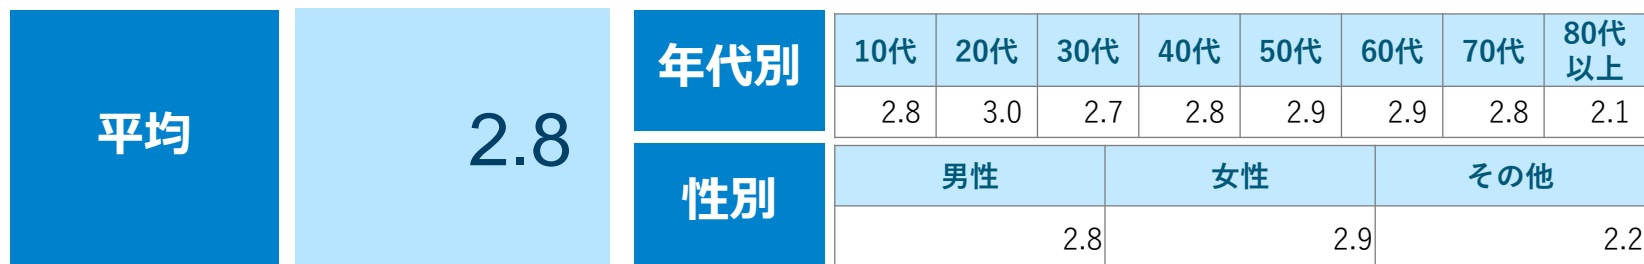 平均
2.8
年代別
10代 20代 30代 40代 50代 60代 70代 80代以上
2.8 3.0 2.7 2.8 2.9 2.9 2.8 2.1
性別
男性 女性 その他
2.8 2.9 2.2